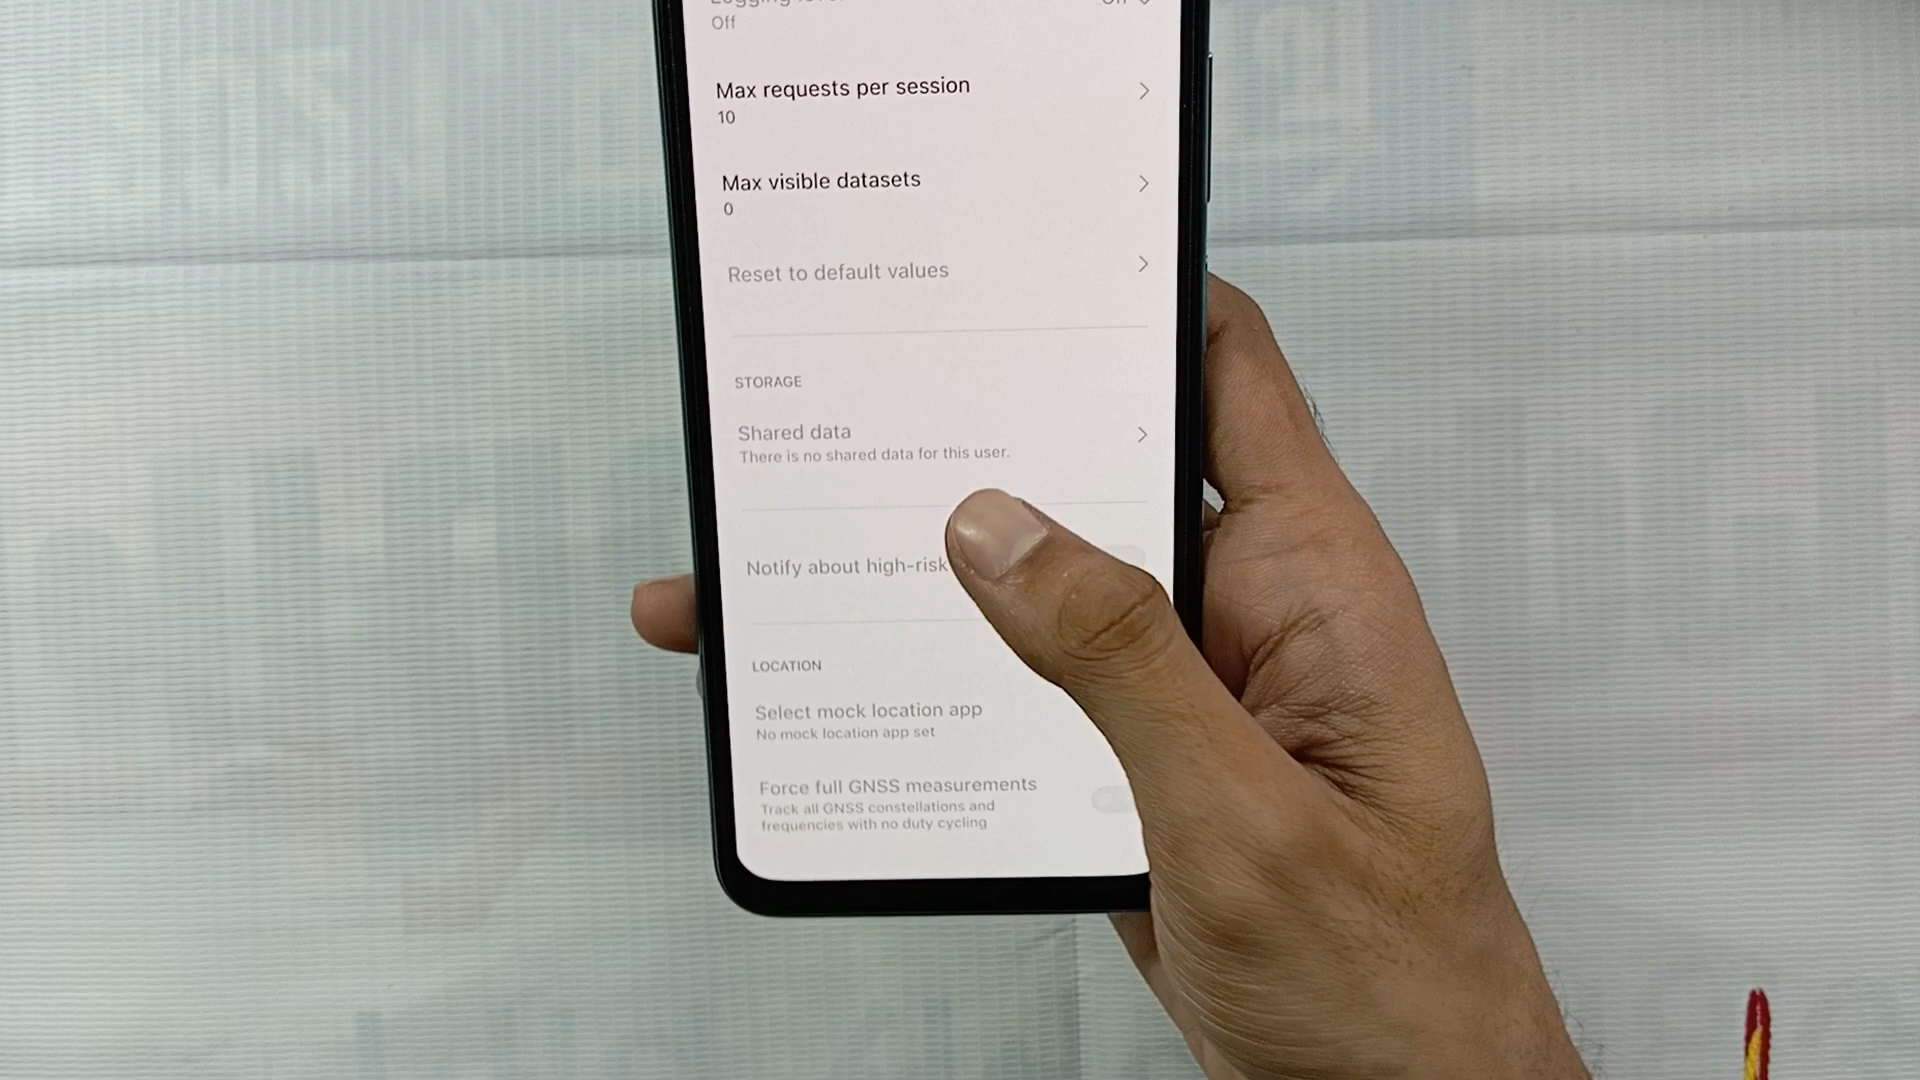 Logging level
Off
Max requests per session
10
Max visible datasets
0
Reset to default values
STORAGE
Shared data
There is no shared data for this user.
Notify about high-risk
LOCATION
Select mock location app
No mock location app set
Force full GNSS measurements
Track all GNSS constellations and
frequencies with no duty cycling